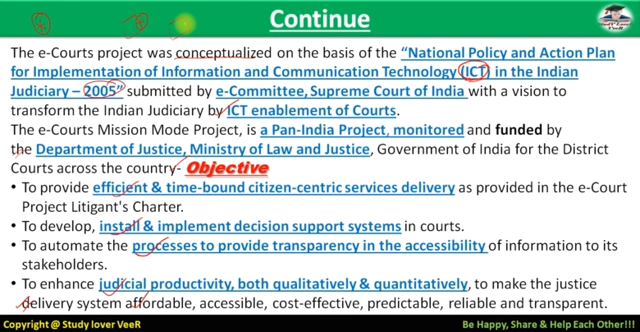 Continue
The e-Courts project was conceptualized on the basis of the “National Policy and Action Plan
for Implementation of Information and Communication Technology (ICT) in the Indian
Judiciary – 2005” submitted by e-Committee, Supreme Court of India with a vision to
transform the Indian Judiciary by ICT enablement of Courts.
The e-Courts Mission Mode Project, is a Pan-India Project, monitored and funded by
the Department of Justice, Ministry of Law and Justice, Government of India for the District
Courts across the country- Objective
• To provide efficient & time-bound citizen-centric services delivery as provided in the e-Court
Project Litigant's Charter.
• To develop, install & implement decision support systems in courts.
• To automate the processes to provide transparency in the accessibility of information to its
stakeholders.
• To enhance judicial productivity, both qualitatively & quantitatively, to make the justice
delivery system affordable, accessible, cost-effective, predictable, reliable and transparent.
Copyright @ Study lover VeeR
Be Happy, Share & Help Each Other!!!